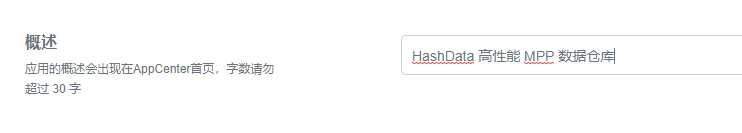 概述
应用的概述会出现在AppCenter首页，字数请勿
超过 30 字
HashData 高性能 MPP 数据仓库